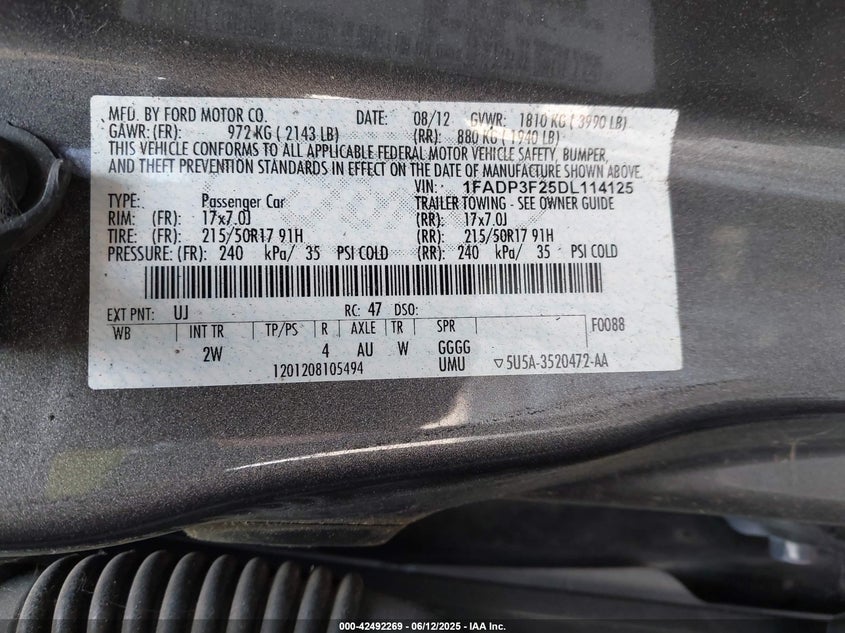 MFD. BY FORD MOTOR CO. DATE: 08/12 GVWR: 1810 KG ( 3990 LB)
GAWR: (FR): 972 KG ( 2143 LB) (RR): 880 KG ( 1940 LB)
THIS VEHICLE CONFORMS TO ALL APPLICABLE FEDERAL MOTOR VEHICLE SAFETY, BUMPER,
AND THEFT PREVENTION STANDARDS IN EFFECT ON THE DATE OF MANUFACTURE SHOWN ABOVE.
VIN: 1FADP3F25DL114125
TYPE: Passenger Car TRAILER TOWING - SEE OWNER GUIDE
RIM: (FR): 17x7.0J (RR): 17x7.0J
TIRE: (FR): 215/50R17 91H (RR): 215/50R17 91H
PRESSURE: (FR): 240 kPa/ 35 PSI COLD (RR): 240 kPa/ 35 PSI COLD
EXT PNT: UJ RC: 47 DSO:
WB INT TR TP/PS R AXLE TR SPR F0088
2W 4 AU W GGGG
1201208105494 UMU ▽5U5A-3520472-AA
000-42492269 - 06/12/2025 - IAA Inc.